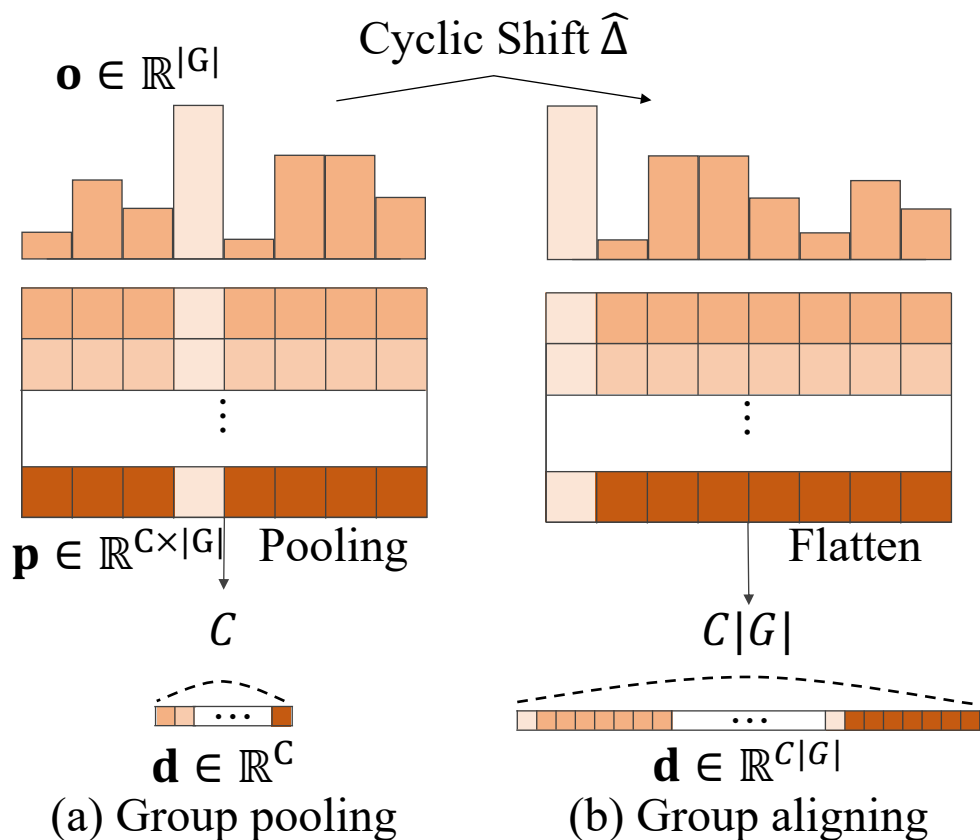 Cyclic Shift Δ̂
𝐨 ∈ ℝ^|G|
⋮ ⋮
𝐩 ∈ ℝ^C×|G| Pooling Flatten
C C|G|
⋯ ⋯
𝐝 ∈ ℝ^C 𝐝 ∈ ℝ^C|G|
(a) Group pooling (b) Group aligning